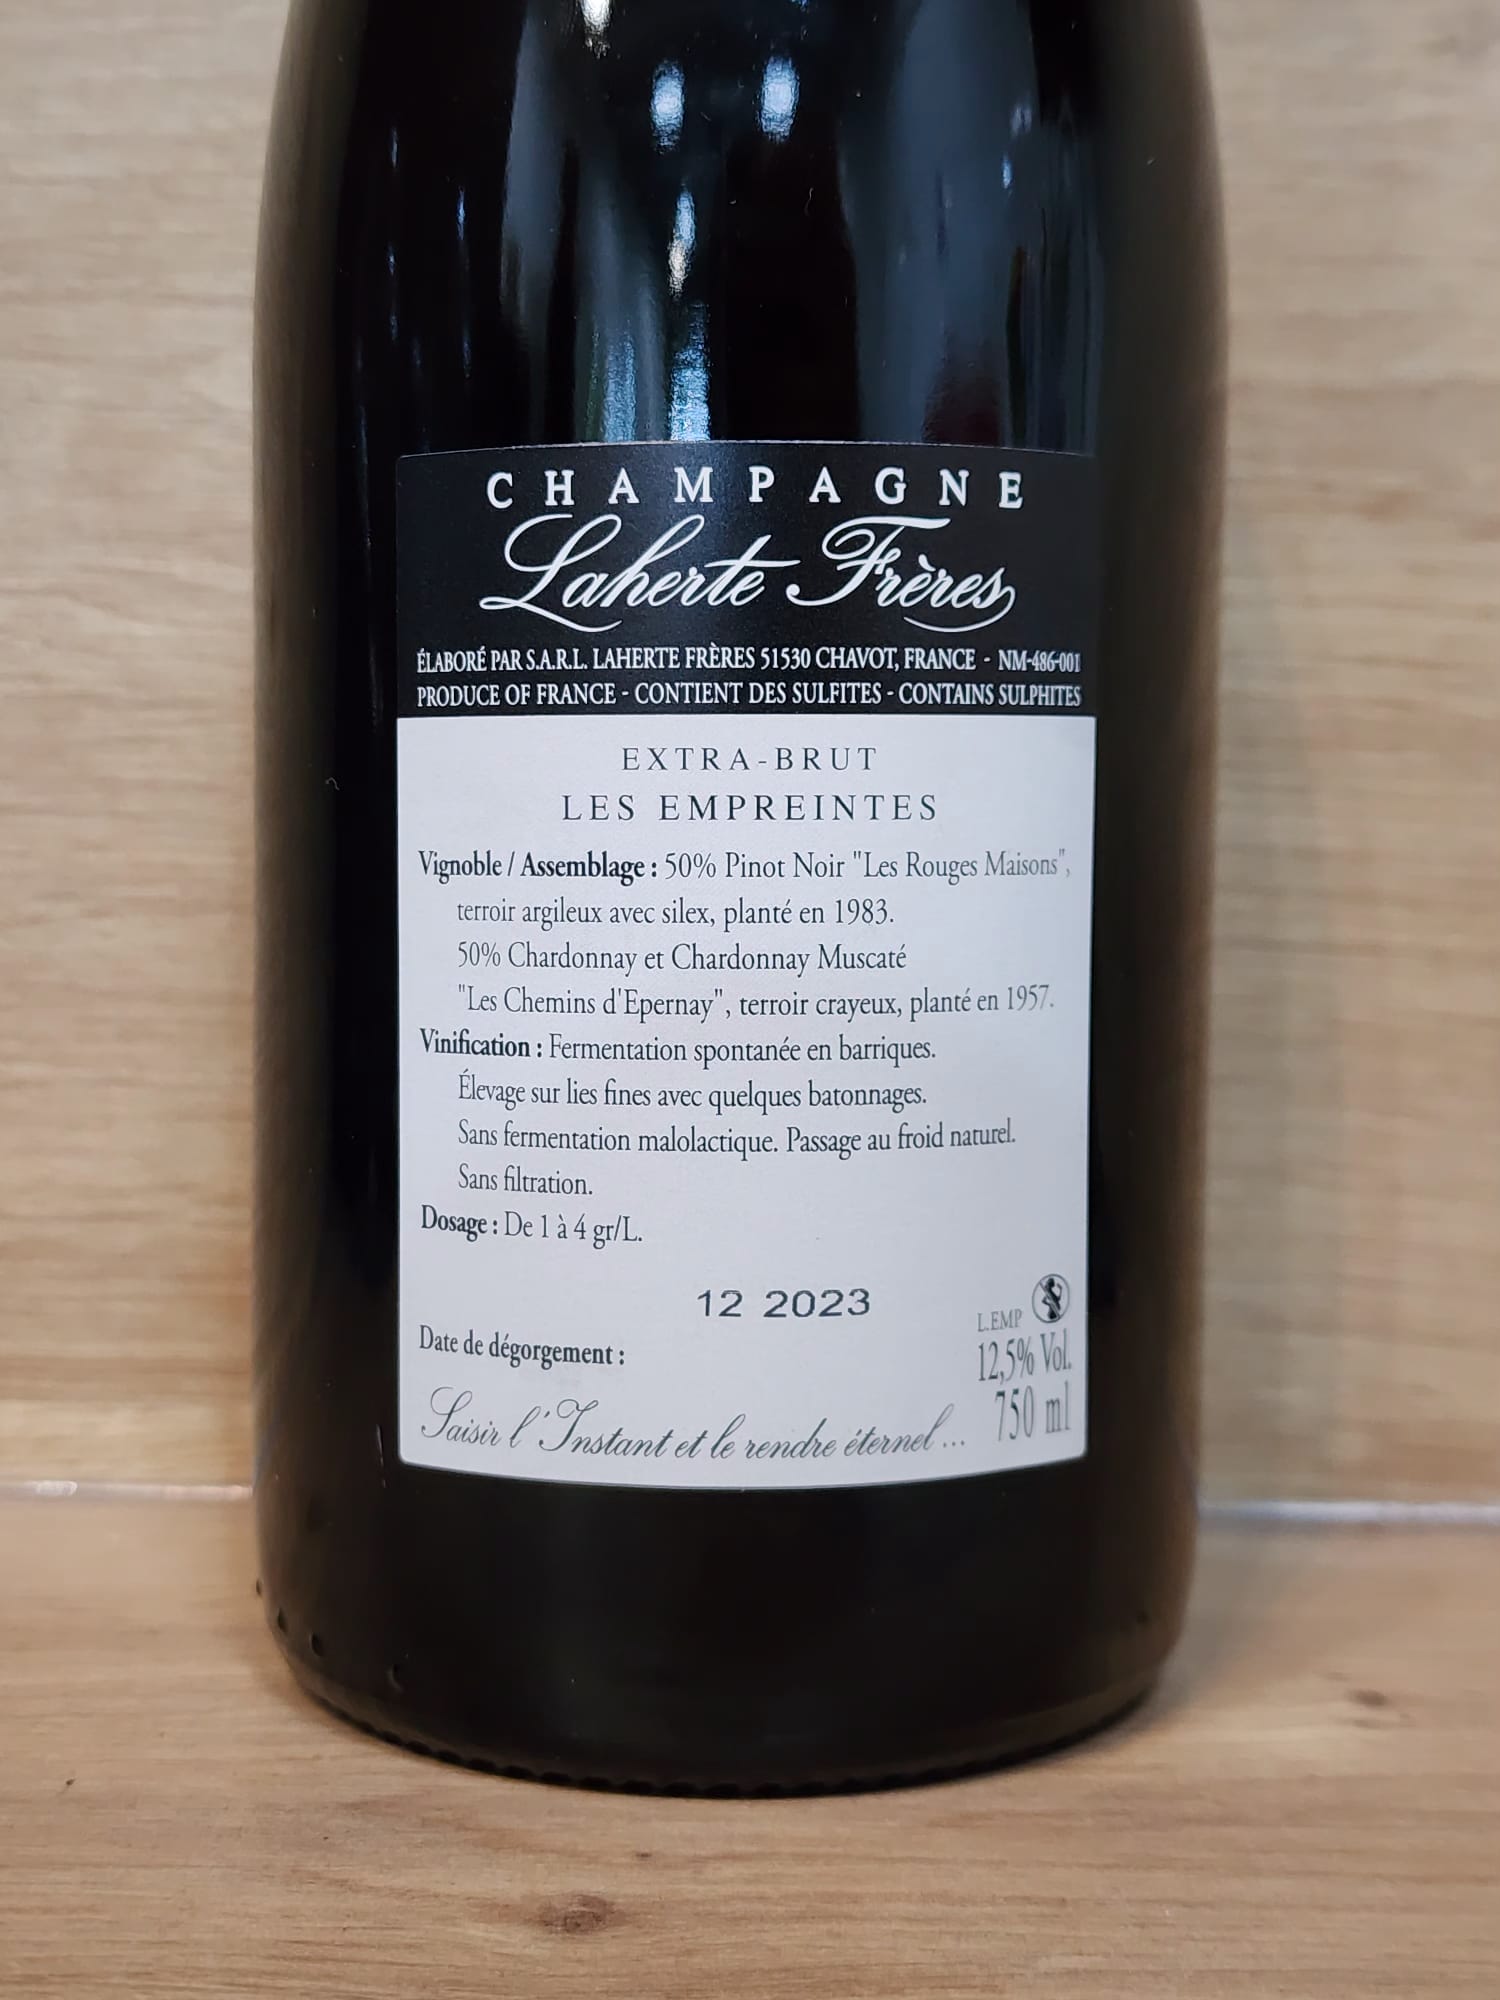 CHAMPAGNE
Laherte Frères
ÉLABORÉ PAR S.A.R.L. LAHERTE FRÈRES 51530 CHAVOT, FRANCE - NM-486-001
PRODUCE OF FRANCE - CONTIENT DES SULFITES - CONTAINS SULPHITES
EXTRA-BRUT
LES EMPREINTES
Vignoble / Assemblage : 50% Pinot Noir "Les Rouges Maisons",
terroir argileux avec silex, planté en 1983.
50% Chardonnay et Chardonnay Muscaté
"Les Chemins d'Epernay", terroir crayeux, planté en 1957.
Vinification : Fermentation spontanée en barriques.
Élevage sur lies fines avec quelques batonnages.
Sans fermentation malolactique. Passage au froid naturel.
Sans filtration.
Dosage : De 1 à 4 gr/L.
12 2023
Date de dégorgement :
L.EMP
12,5% Vol.
750 ml
Saisir l'Instant et le rendre éternel...